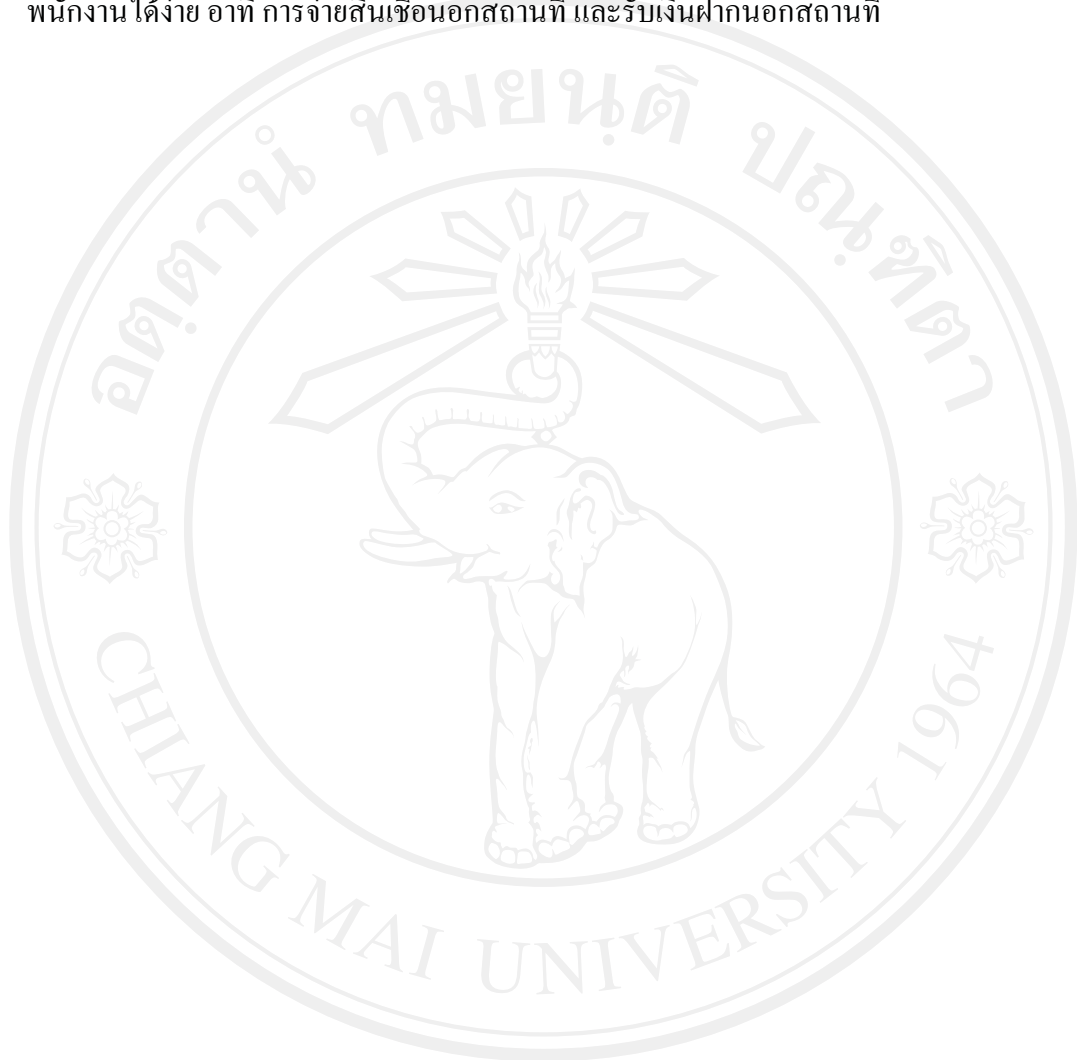 พนักงานได้ง่าย อาทิ การจ่ายสินเชื่อนอกสถานที่ และรับเงินฝากนอกสถานที่
อตฺตานํ ทมยนฺติ ปณฺฑิตา
CHIANG MAI UNIVERSITY 1964